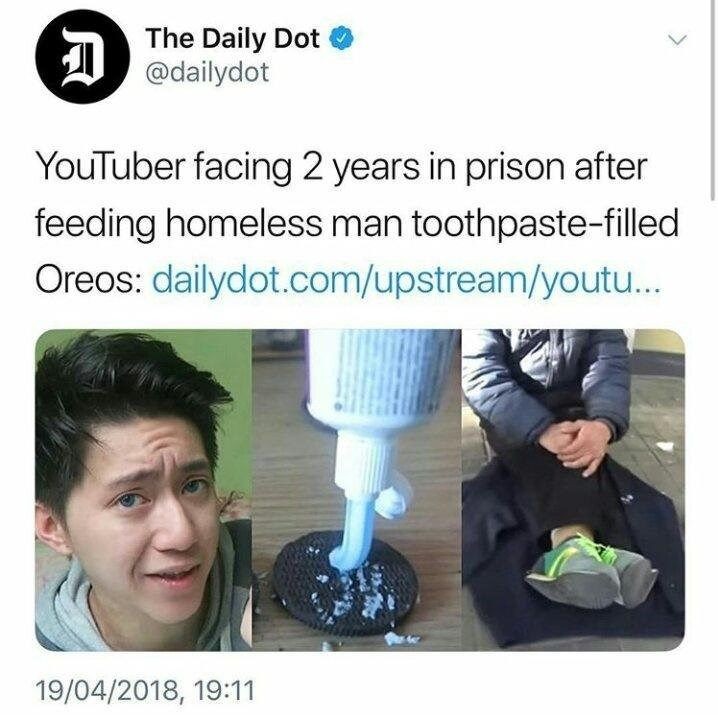 The Daily Dot
@dailydot
YouTuber facing 2 years in prison after
feeding homeless man toothpaste-filled
Oreos: dailydot.com/upstream/youtu...
19/04/2018, 19:11